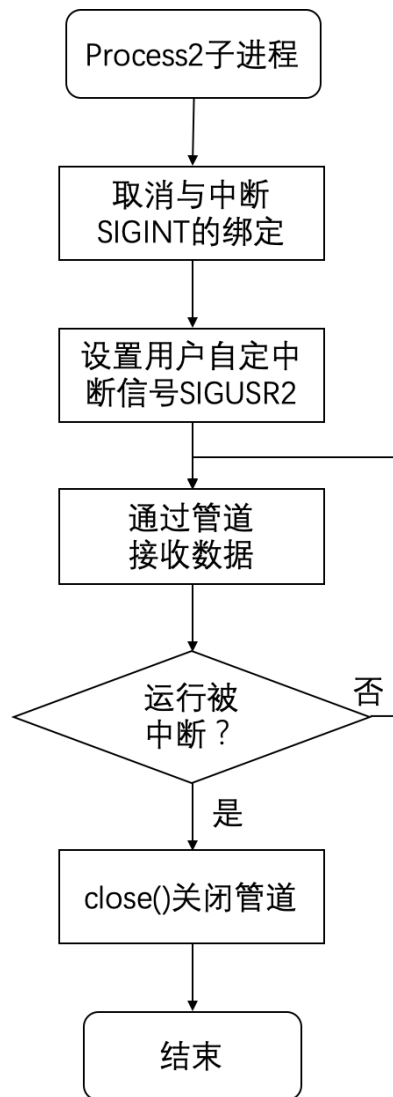 Process2子进程
取消与中断
SIGINT的绑定
设置用户自定中
断信号SIGUSR2
通过管道
接收数据
运行被
中断？
否
是
close()关闭管道
结束